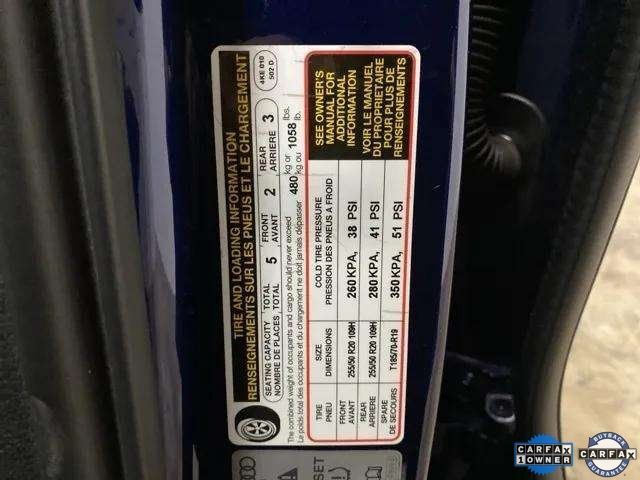 TIRE AND LOADING INFORMATION
RENSEIGNEMENTS SUR LES PNEUS ET LE CHARGEMENT
4KE 010
502 D
SEATING CAPACITY TOTAL 5 FRONT 2 REAR 3
NOMBRE DE PLACES TOTAL AVANT ARRIÈRE
The combined weight of occupants and cargo should never exceed 480 kg or 1058 lbs.
Le poids total des occupants et du chargement ne doit jamais dépasser kg ou lb.
TIRE SIZE COLD TIRE PRESSURE
PNEU DIMENSIONS PRESSION DES PNEUS À FROID
FRONT
AVANT 255/50 R20 109H 260 KPA, 38 PSI
REAR
ARRIERE 255/50 R20 109H 280 KPA, 41 PSI
SPARE
DE SECOURS T185/70-R19 350 KPA, 51 PSI
SEE OWNER'S
MANUAL FOR
ADDITIONAL
INFORMATION
VOIR LE MANUEL
DU PROPRIETAIRE
POUR PLUS DE
RENSEIGNEMENTS
SET
CARFAX
1 OWNER
BUYBACK
CARFAX
GUARANTEE